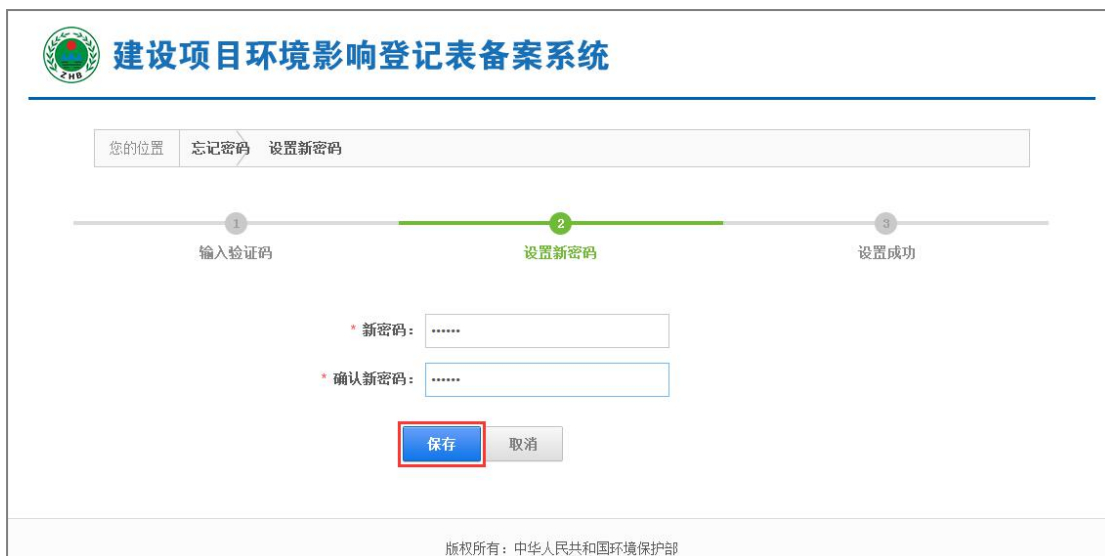 ZHB 建设项目环境影响登记表备案系统
您的位置 忘记密码 设置新密码
1 2 3
输入验证码 设置新密码 设置成功
* 新密码： ••••••
* 确认新密码： ••••••
保存 取消
版权所有：中华人民共和国环境保护部